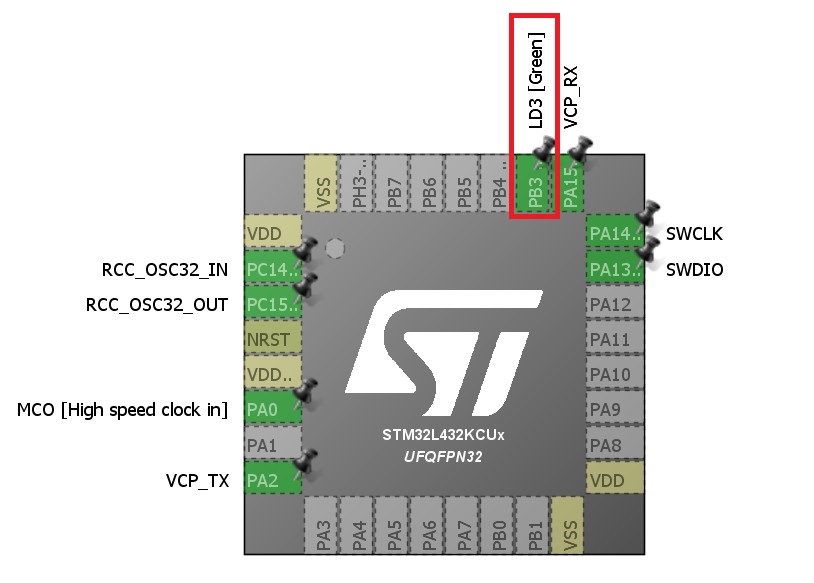 LD3 [Green]
VCP_RX
VSS
PH3-..
PB7
PB6
PB5
PB4..
PB3
PA15
VDD
PA14..
SWCLK
RCC_OSC32_IN
PC14..
PA13..
SWDIO
RCC_OSC32_OUT
PC15..
PA12
NRST
PA11
VDD..
PA10
MCO [High speed clock in]
PA0
PA9
PA1
PA8
VCP_TX
PA2
VDD
STM32L432KCUx
UFQFPN32
PA3
PA4
PA5
PA6
PA7
PB0
PB1
VSS